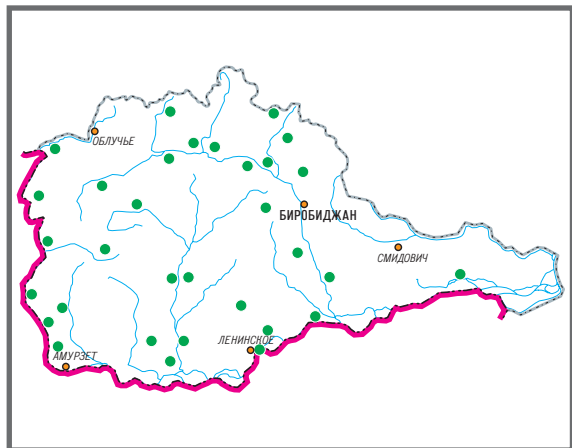 ОБЛУЧЬЕ
БИРОБИДЖАН
СМИДОВИЧ
ЛЕНИНСКОЕ
АМУРЗЕТ